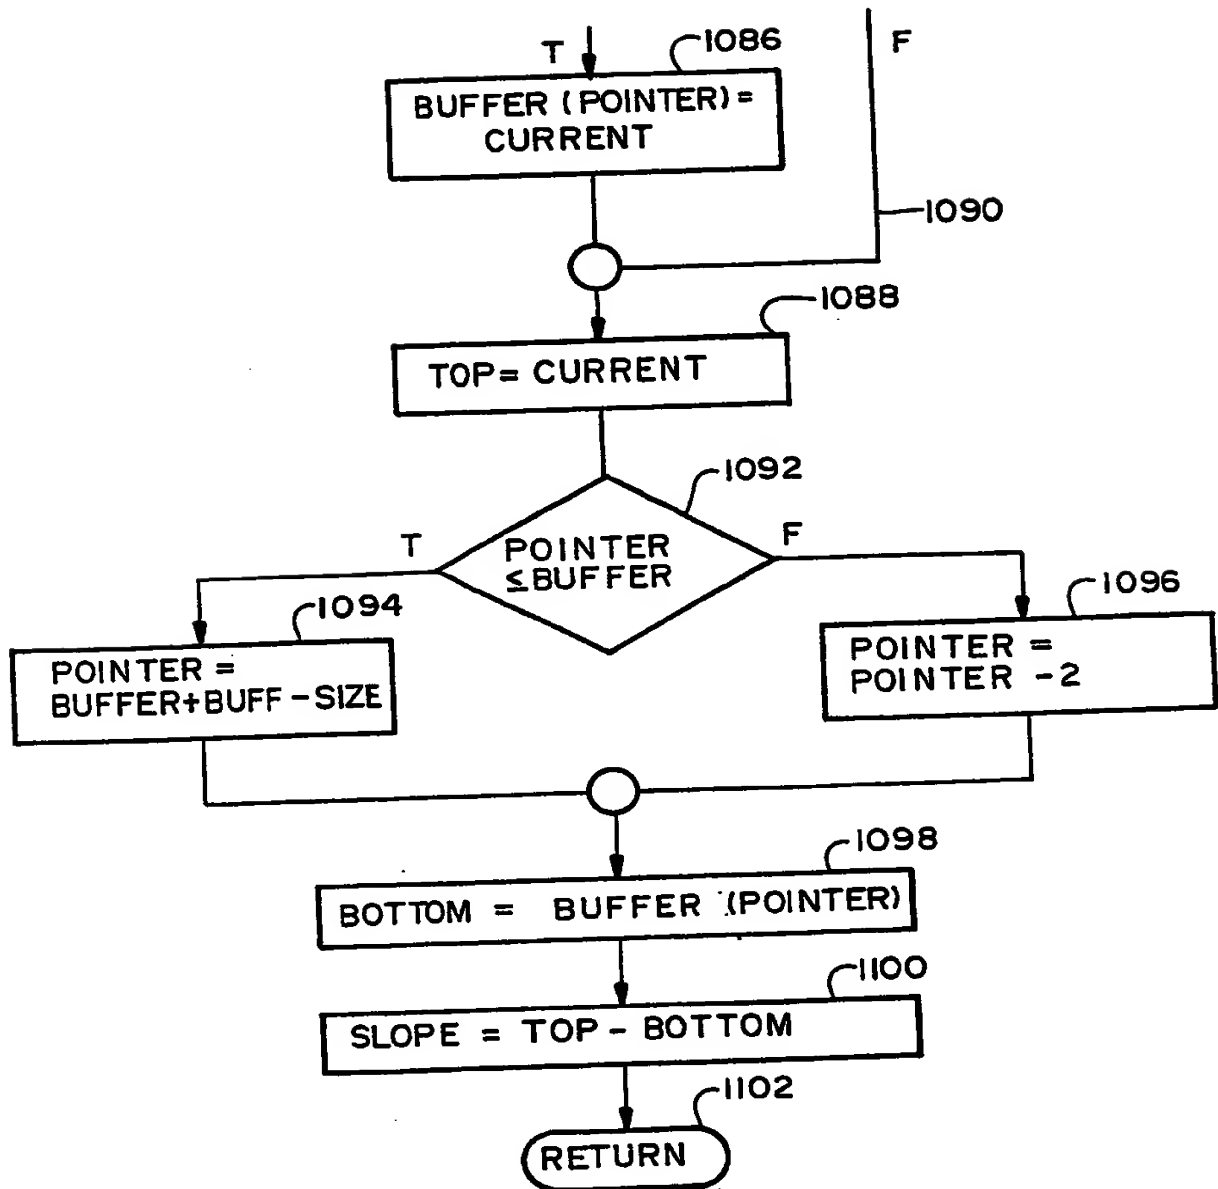 T
1086
F
BUFFER (POINTER) =
CURRENT
1090
1088
TOP = CURRENT
1092
T
F
POINTER
≤BUFFER
1094
1096
POINTER =
BUFFER+BUFF-SIZE
POINTER =
POINTER -2
1098
BOTTOM = BUFFER (POINTER)
1100
SLOPE = TOP - BOTTOM
1102
RETURN